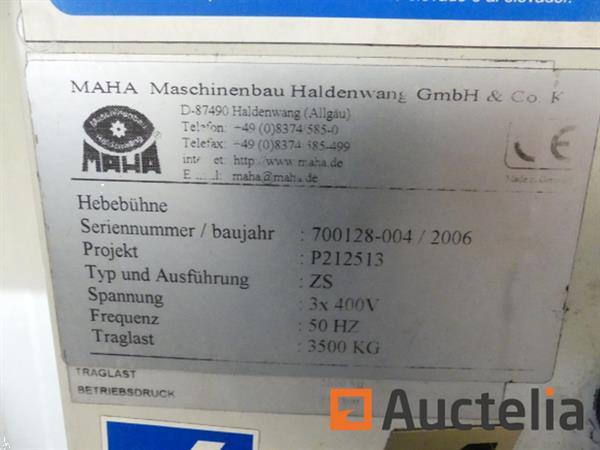 MAHA Maschinenbau Haldenwang GmbH & Co. K
D-87490 Haldenwang (Allgäu)
Telefon: +49 (0)8374/585-0
Telefax: +49 (0)8374/585-499
http://www.maha.de
maha@maha.de
MAHA
CE
Hebebühne
Seriennummer / baujahr : 700128-004 / 2006
Projekt : P212513
Typ und Ausführung : ZS
Spannung : 3x 400V
Frequenz : 50 HZ
Traglast : 3500 KG
TRAGLAST
BETRIEBSDRUCK
Auctelia